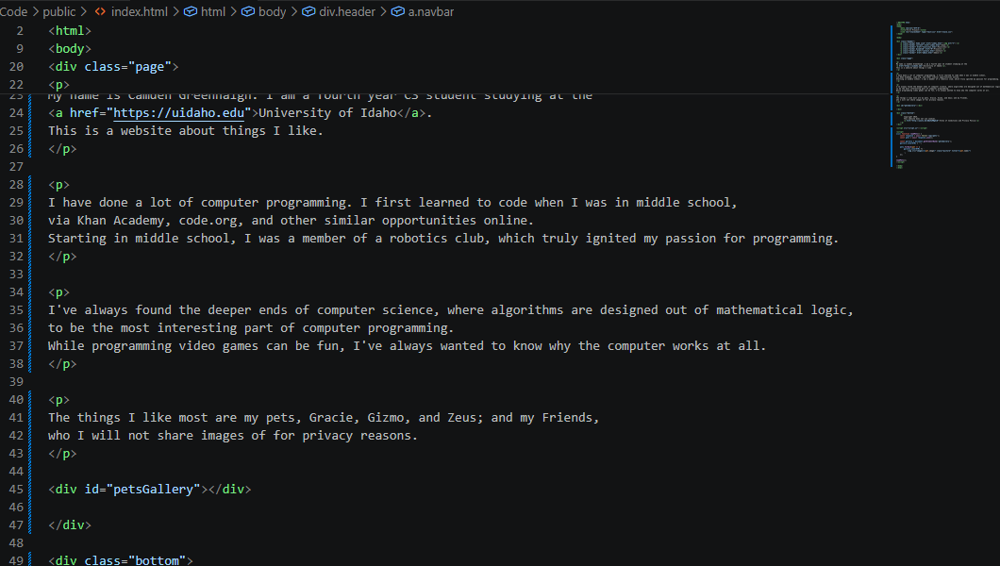 Code > public > <> index.html > html > body > div.header > a.navbar
2 <html>
9 <body>
20 <div class="page">
22 <p>
23 My name is Camden Greenhalgh. I am a fourth year CS student studying at the
24 <a href="https://uidaho.edu">University of Idaho</a>.
25 This is a website about things I like.
26 </p>
27
28 <p>
29 I have done a lot of computer programming. I first learned to code when I was in middle school,
30 via Khan Academy, code.org, and other similar opportunities online.
31 Starting in middle school, I was a member of a robotics club, which truly ignited my passion for programming.
32 </p>
33
34 <p>
35 I've always found the deeper ends of computer science, where algorithms are designed out of mathematical logic,
36 to be the most interesting part of computer programming.
37 While programming video games can be fun, I've always wanted to know why the computer works at all.
38 </p>
39
40 <p>
41 The things I like most are my pets, Gracie, Gizmo, and Zeus; and my Friends,
42 who I will not share images of for privacy reasons.
43 </p>
44
45 <div id="petsGallery"></div>
46
47 </div>
48
49 <div class="bottom">